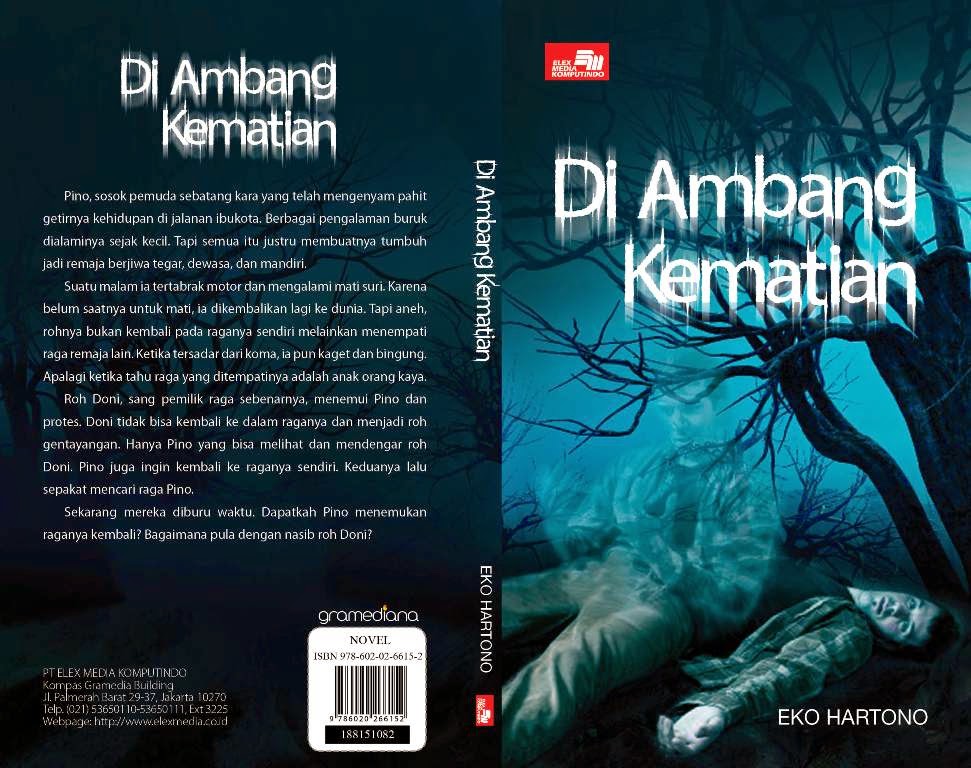 Di Ambang
Kematian
Pino, sosok pemuda sebatang kara yang telah mengenyam pahit
getirnya kehidupan di jalanan ibukota. Berbagai pengalaman buruk
dialaminya sejak kecil. Tapi semua itu justru membuatnya tumbuh
jadi remaja berjiwa tegar, dewasa, dan mandiri.
Suatu malam ia tertabrak motor dan mengalami mati suri. Karena
belum saatnya untuk mati, ia dikembalikan lagi ke dunia. Tapi aneh,
rohnya bukan kembali pada raganya sendiri melainkan menempati
raga remaja lain. Ketika tersadar dari koma, ia pun kaget dan bingung.
Apalagi ketika tahu raga yang ditempatinya adalah anak orang kaya.
Roh Doni, sang pemilik raga sebenarnya, menemui Pino dan
protes. Doni tidak bisa kembali ke dalam raganya dan menjadi roh
gentayangan. Hanya Pino yang bisa melihat dan mendengar roh
Doni. Pino juga ingin kembali ke raganya sendiri. Keduanya lalu
sepakat mencari raga Pino.
Sekarang mereka diburu waktu. Dapatkah Pino menemukan
raganya kembali? Bagaimana pula dengan nasib roh Doni?
PT ELEX MEDIA KOMPUTINDO
Kompas Gramedia Building
Jl. Palmerah Barat 29-37, Jakarta 10270
Telp. (021) 53650110-53650111, Ext 3225
Webpage: http://www.elexmedia.co.id
gramediana
NOVEL
ISBN 978-602-02-6615-2
9 786020 266152
188151082
Di Ambang Kematian
EKO HARTONO
ELEX
MEDIA
KOMPUTINDO
ELEX
MEDIA
KOMPUTINDO
Di Ambang
Kematian
EKO HARTONO